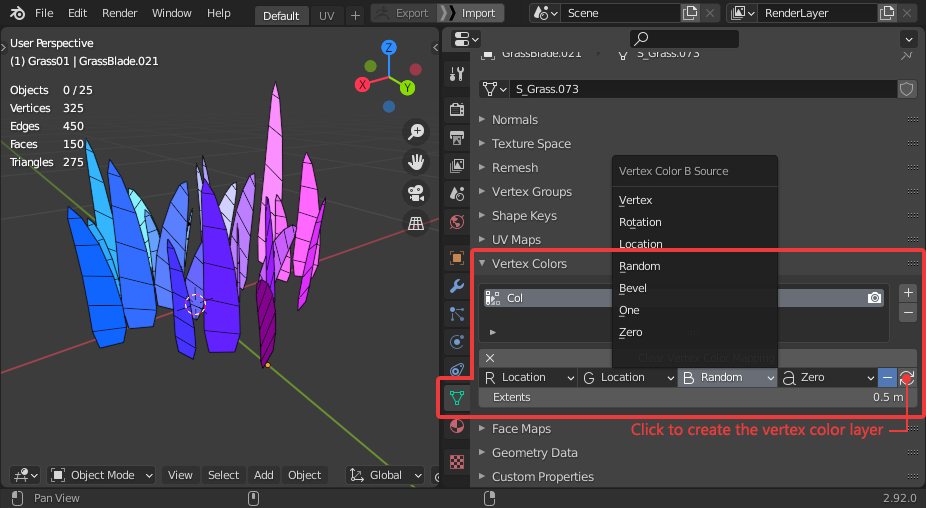 File Edit Render Window Help
Default UV + Export Import Scene RenderLayer
User Perspective
(1) Grass01 | GrassBlade.021
Objects 0 / 25
Vertices 325
Edges 450
Faces 150
Triangles 275
Z
X
Y
GrassBlade.021 S_Grass.073
S_Grass.073
Normals
Texture Space
Remesh
Vertex Groups
Shape Keys
UV Maps
Vertex Colors
Col
Vertex Color B Source
Vertex
Rotation
Location
Random
Bevel
One
Zero
Clear Vertex Color Mapping
R Location G Location B Random a Zero
Extents 0.5 m
Face Maps
Click to create the vertex color layer
Geometry Data
Custom Properties
Object Mode View Select Add Object Global
Pan View 2.92.0